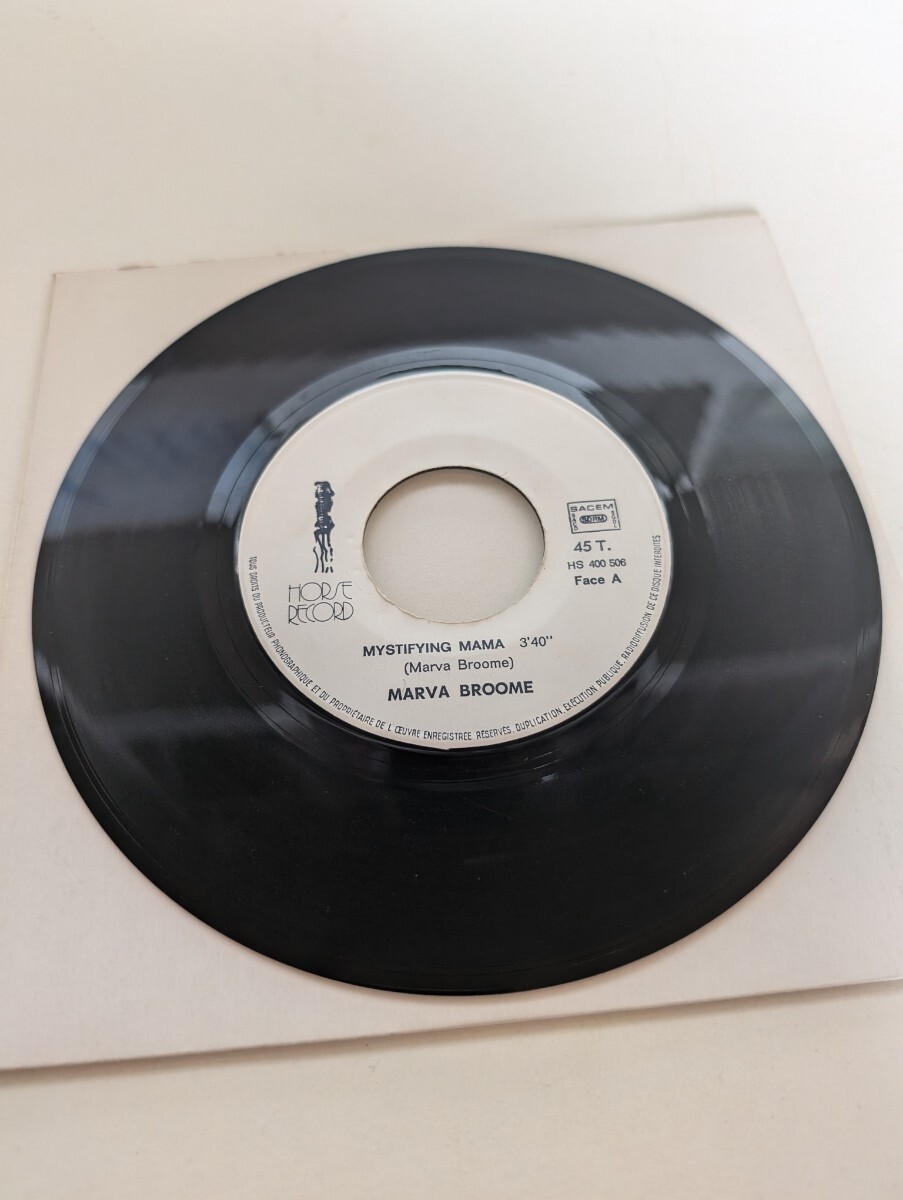 HORSE
RECORD
SACEM
SDRM
45 T.
HS 400 506
Face A
MYSTIFYING MAMA 3'40''
(Marva Broome)
MARVA BROOME
TOUS DROITS DU PRODUCTEUR PHONOGRAPHIQUE ET DU PROPRIÉTAIRE DE L ŒUVRE ENREGISTRÉE RÉSERVÉS. DUPLICATION, EXÉCUTION PUBLIQUE, RADIODIFFUSION DE CE DISQUE INTERDITES